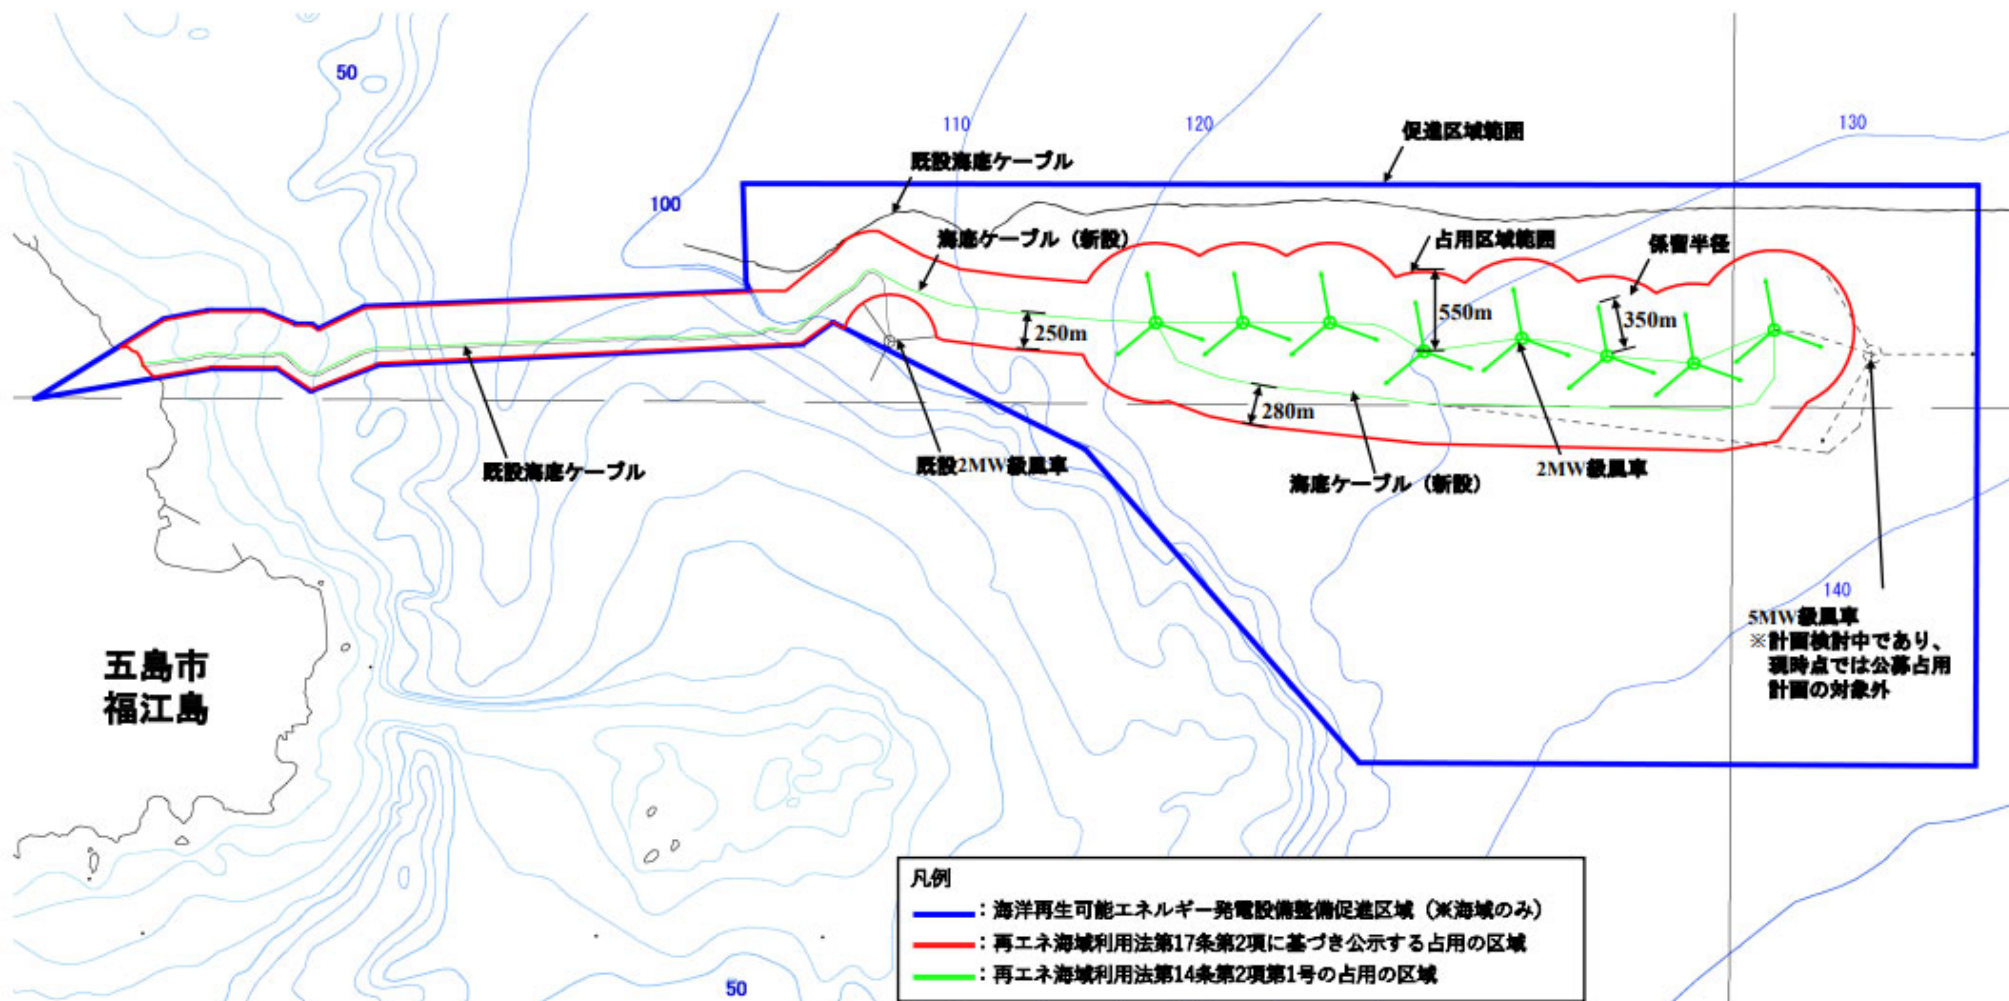 50
110
120
促進区域範囲
130
既設海底ケーブル
100
海底ケーブル（新設）
占用区域範囲
係留半径
550m
350m
250m
280m
既設海底ケーブル
既設2MW級風車
海底ケーブル（新設）
2MW級風車
140
5MW級風車
※計画検討中であり、
現時点では公募占用
計画の対象外
五島市
福江島
凡例
：海洋再生可能エネルギー発電設備整備促進区域（※海域のみ）
：再エネ海域利用法第17条第2項に基づき公示する占用の区域
：再エネ海域利用法第14条第2項第1号の占用の区域
50